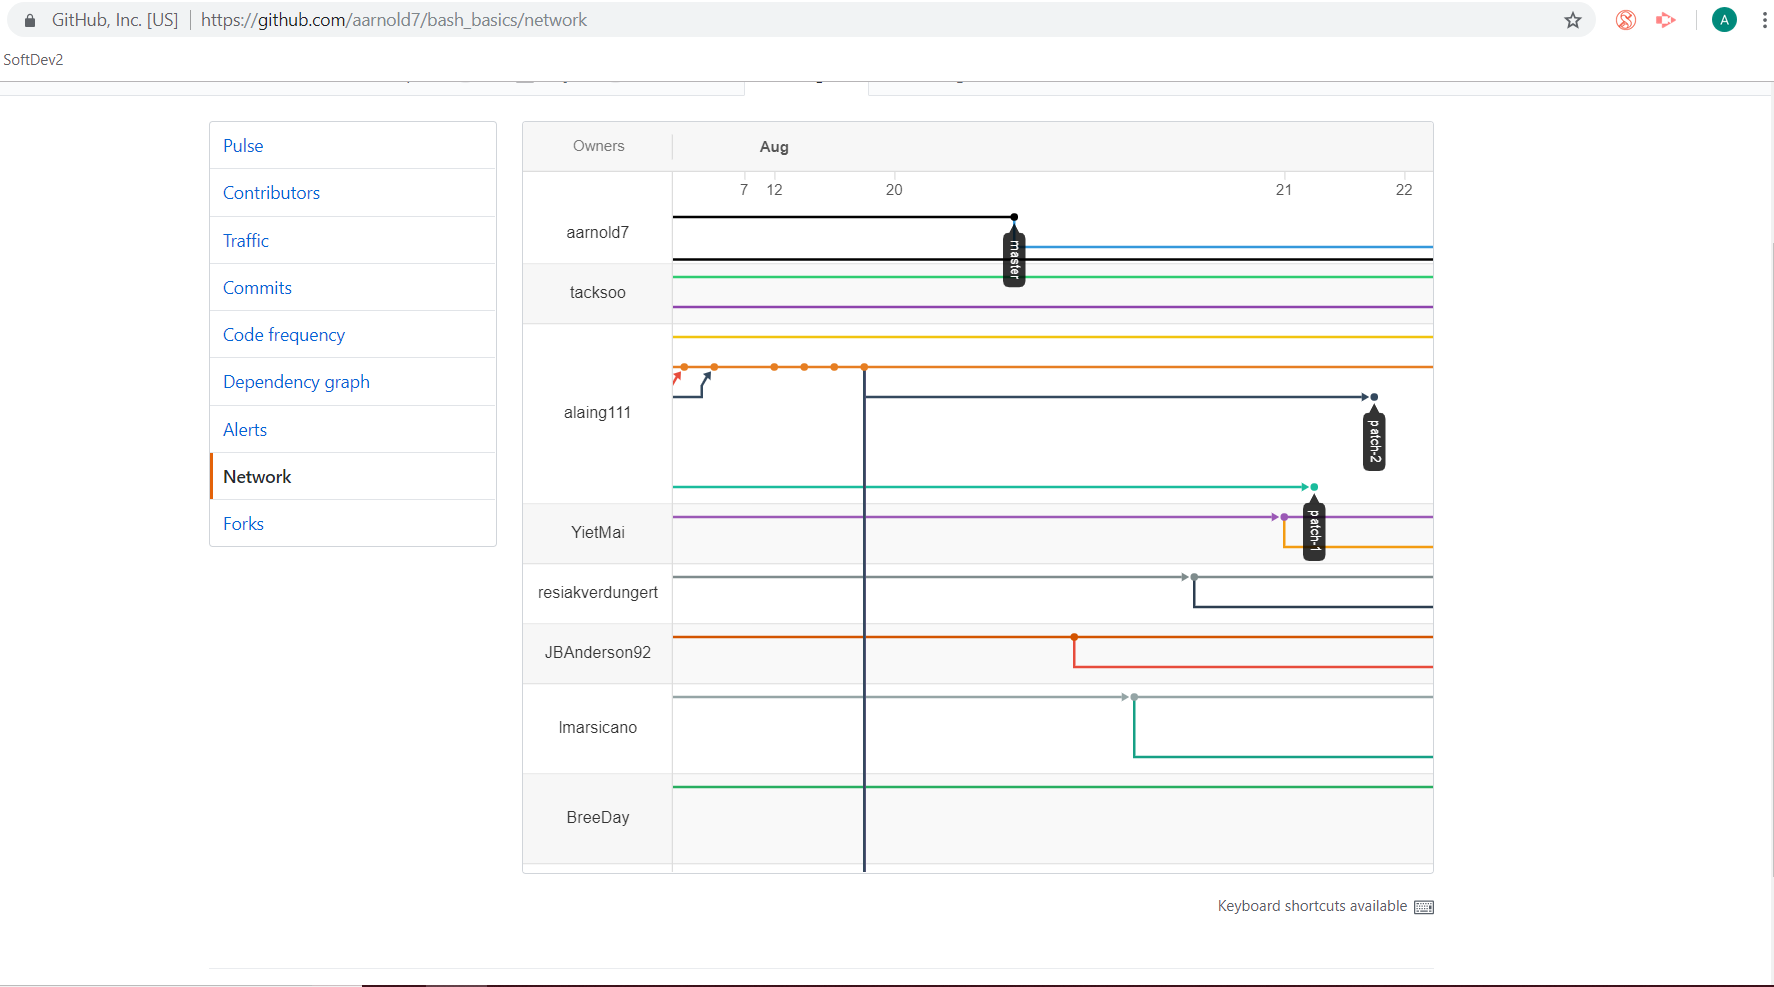 GitHub, Inc. [US] | https://github.com/aarnold7/bash_basics/network
A
SoftDev2
Pulse
Contributors
Traffic
Commits
Code frequency
Dependency graph
Alerts
Network
Forks
Owners
Aug
7 12 20 21 22
aarnold7
master
tacksoo
alaing111
patch-2
patch-1
YietMai
resiakverdungert
JBAnderson92
lmarsicano
BreeDay
Keyboard shortcuts available